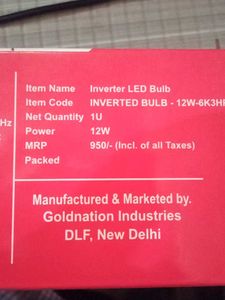 Item Name | Inverter LED Bulb
Item Code | INVERTED BULB - 12W-6K3H
Hz Net Quantity | 1U
Power | 12W
MRP | 950/- (Incl. of all Taxes)
Packed
Manufactured & Marketed by.
Goldnation Industries
DLF, New Delhi